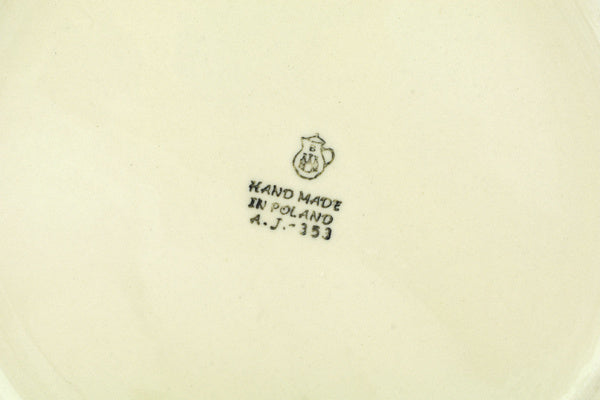 B
HAND MADE
IN POLAND
A.J.-353